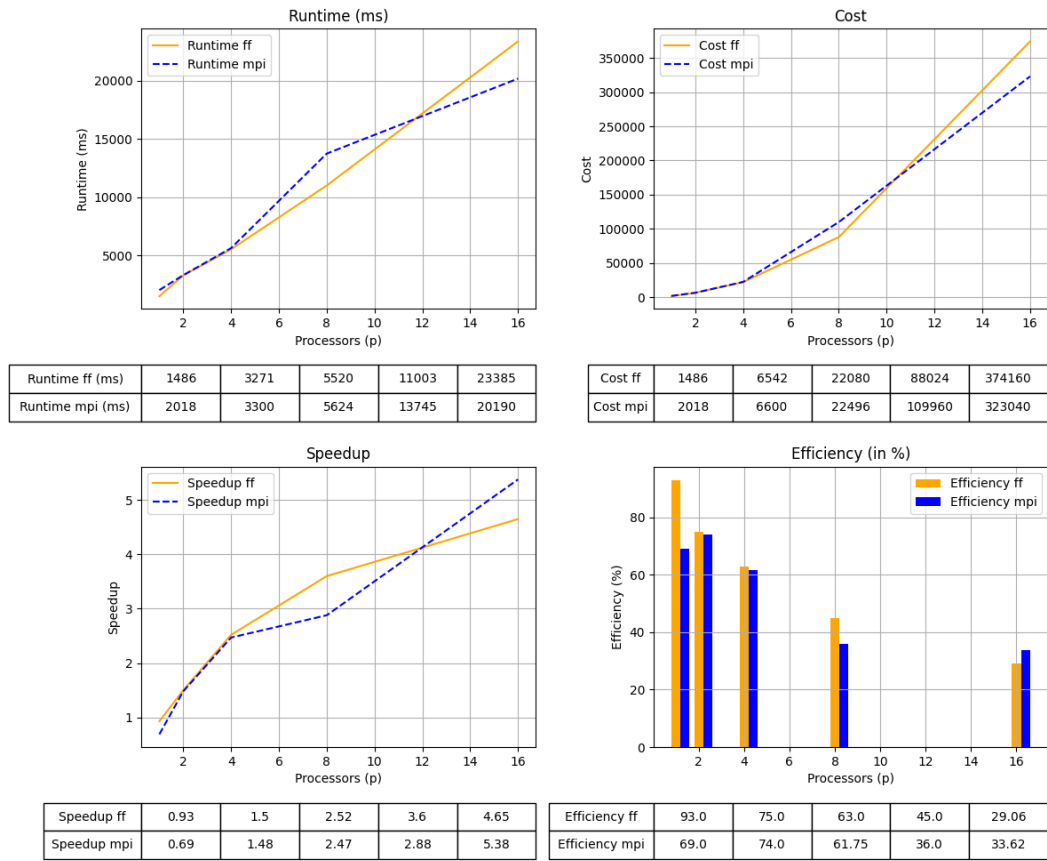 Runtime (ms)
Runtime ff
Runtime mpi
20000
15000
10000
5000
Runtime (ms)
2 4 6 8 10 12 14 16
Processors (p)
Runtime ff (ms) 1486 3271 5520 11003 23385
Runtime mpi (ms) 2018 3300 5624 13745 20190
Cost
Cost ff
Cost mpi
350000
300000
250000
200000
150000
100000
50000
0
Cost
2 4 6 8 10 12 14 16
Processors (p)
Cost ff 1486 6542 22080 88024 374160
Cost mpi 2018 6600 22496 109960 323040
Speedup
Speedup ff
Speedup mpi
5
4
3
2
1
Speedup
2 4 6 8 10 12 14 16
Processors (p)
Speedup ff 0.93 1.5 2.52 3.6 4.65
Speedup mpi 0.69 1.48 2.47 2.88 5.38
Efficiency (in %)
Efficiency ff
Efficiency mpi
80
60
40
20
0
Efficiency (%)
2 4 6 8 10 12 14 16
Processors (p)
Efficiency ff 93.0 75.0 63.0 45.0 29.06
Efficiency mpi 69.0 74.0 61.75 36.0 33.62